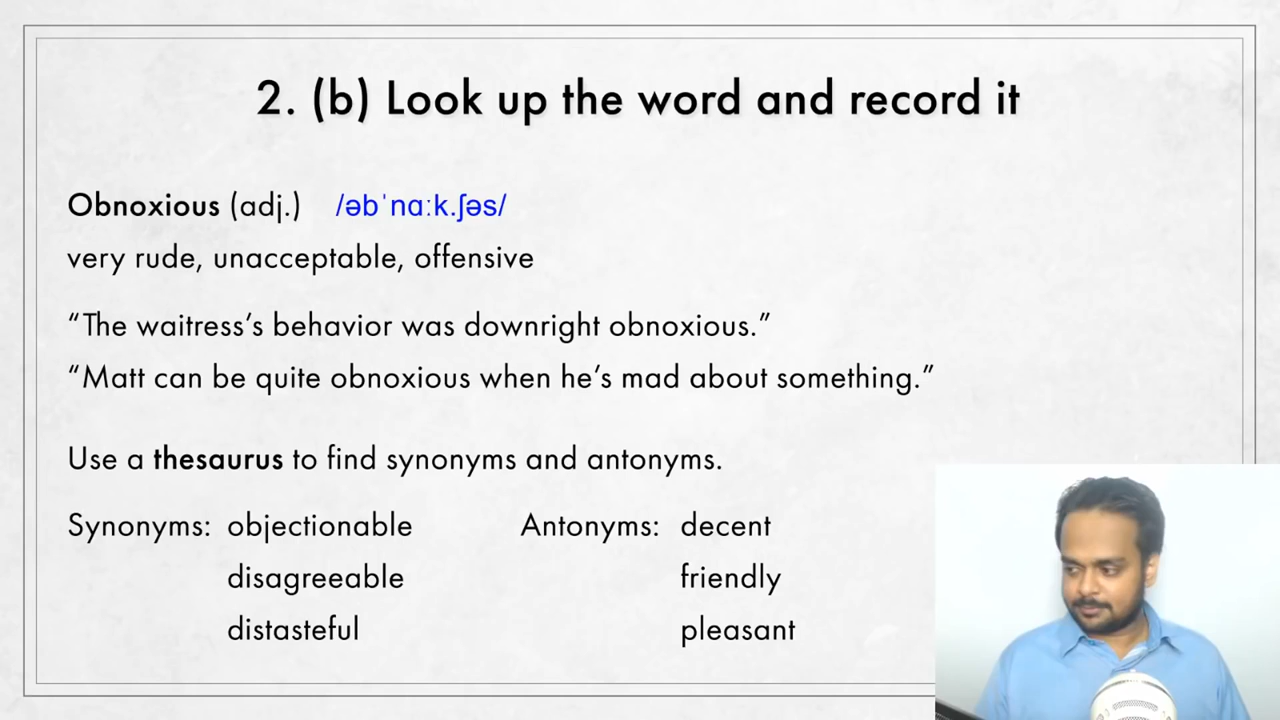 2. (b) Look up the word and record it
Obnoxious (adj.) /əbˈnɑːk.ʃəs/
very rude, unacceptable, offensive
“The waitress’s behavior was downright obnoxious.”
“Matt can be quite obnoxious when he’s mad about something.”
Use a thesaurus to find synonyms and antonyms.
Synonyms: objectionable Antonyms: decent
disagreeable friendly
distasteful pleasant